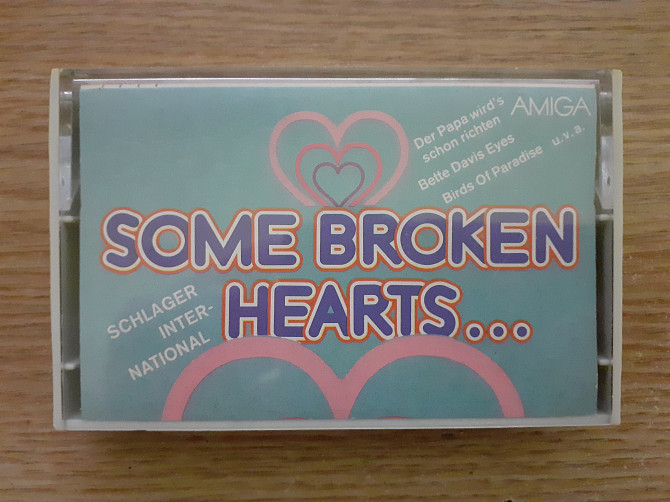 AMIGA
Der Papa wird's
schon richten
Bette Davis Eyes
Birds Of Paradise u.v.a.
SOME BROKEN
HEARTS...
SCHLAGER
INTER-
NATIONAL